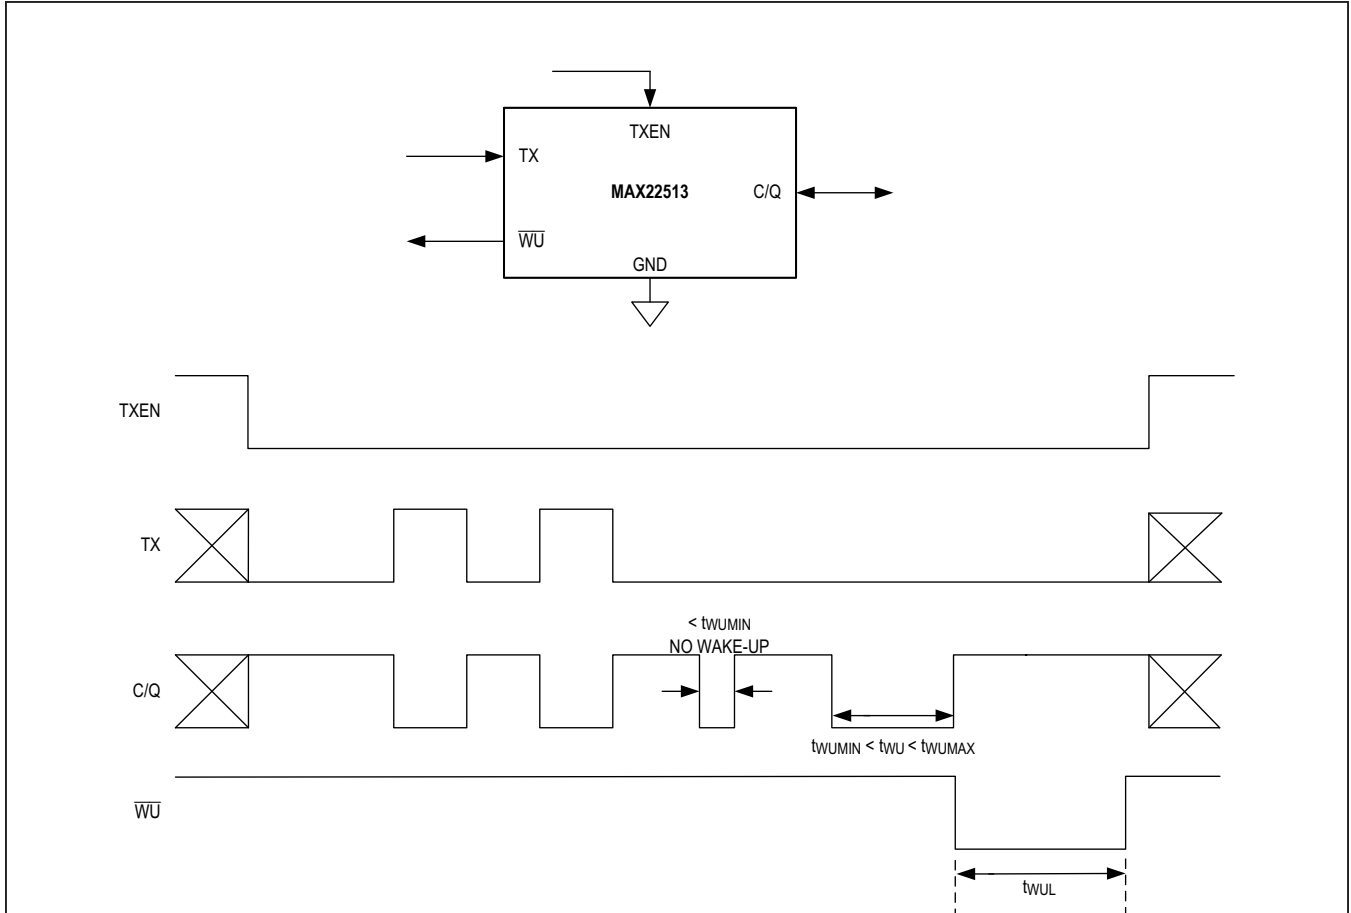 TXEN
TX
MAX22513
C/Q
WU
GND
TXEN
TX
< tWUMIN
NO WAKE-UP
C/Q
tWUMIN < tWU < tWUMAX
WU
tWUL